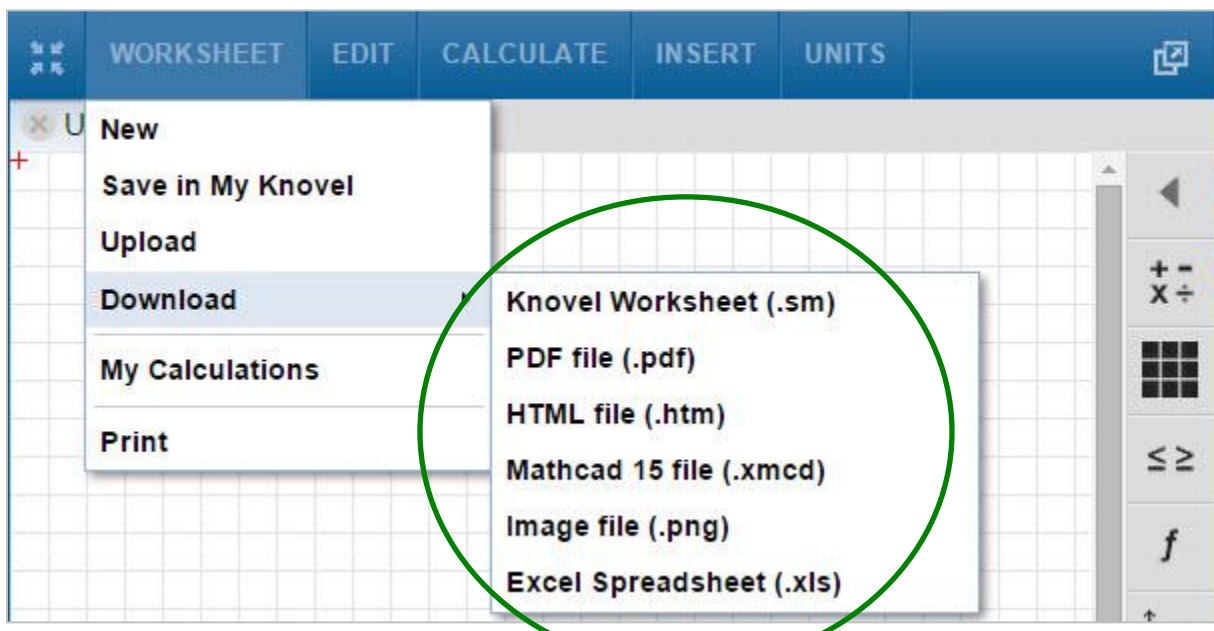 WORKSHEET EDIT CALCULATE INSERT UNITS
U
New
Save in My Knovel
Upload
Download
My Calculations
Print
Knovel Worksheet (.sm)
PDF file (.pdf)
HTML file (.htm)
Mathcad 15 file (.xmcd)
Image file (.png)
Excel Spreadsheet (.xls)
+ -
x ÷
≤ ≥
f